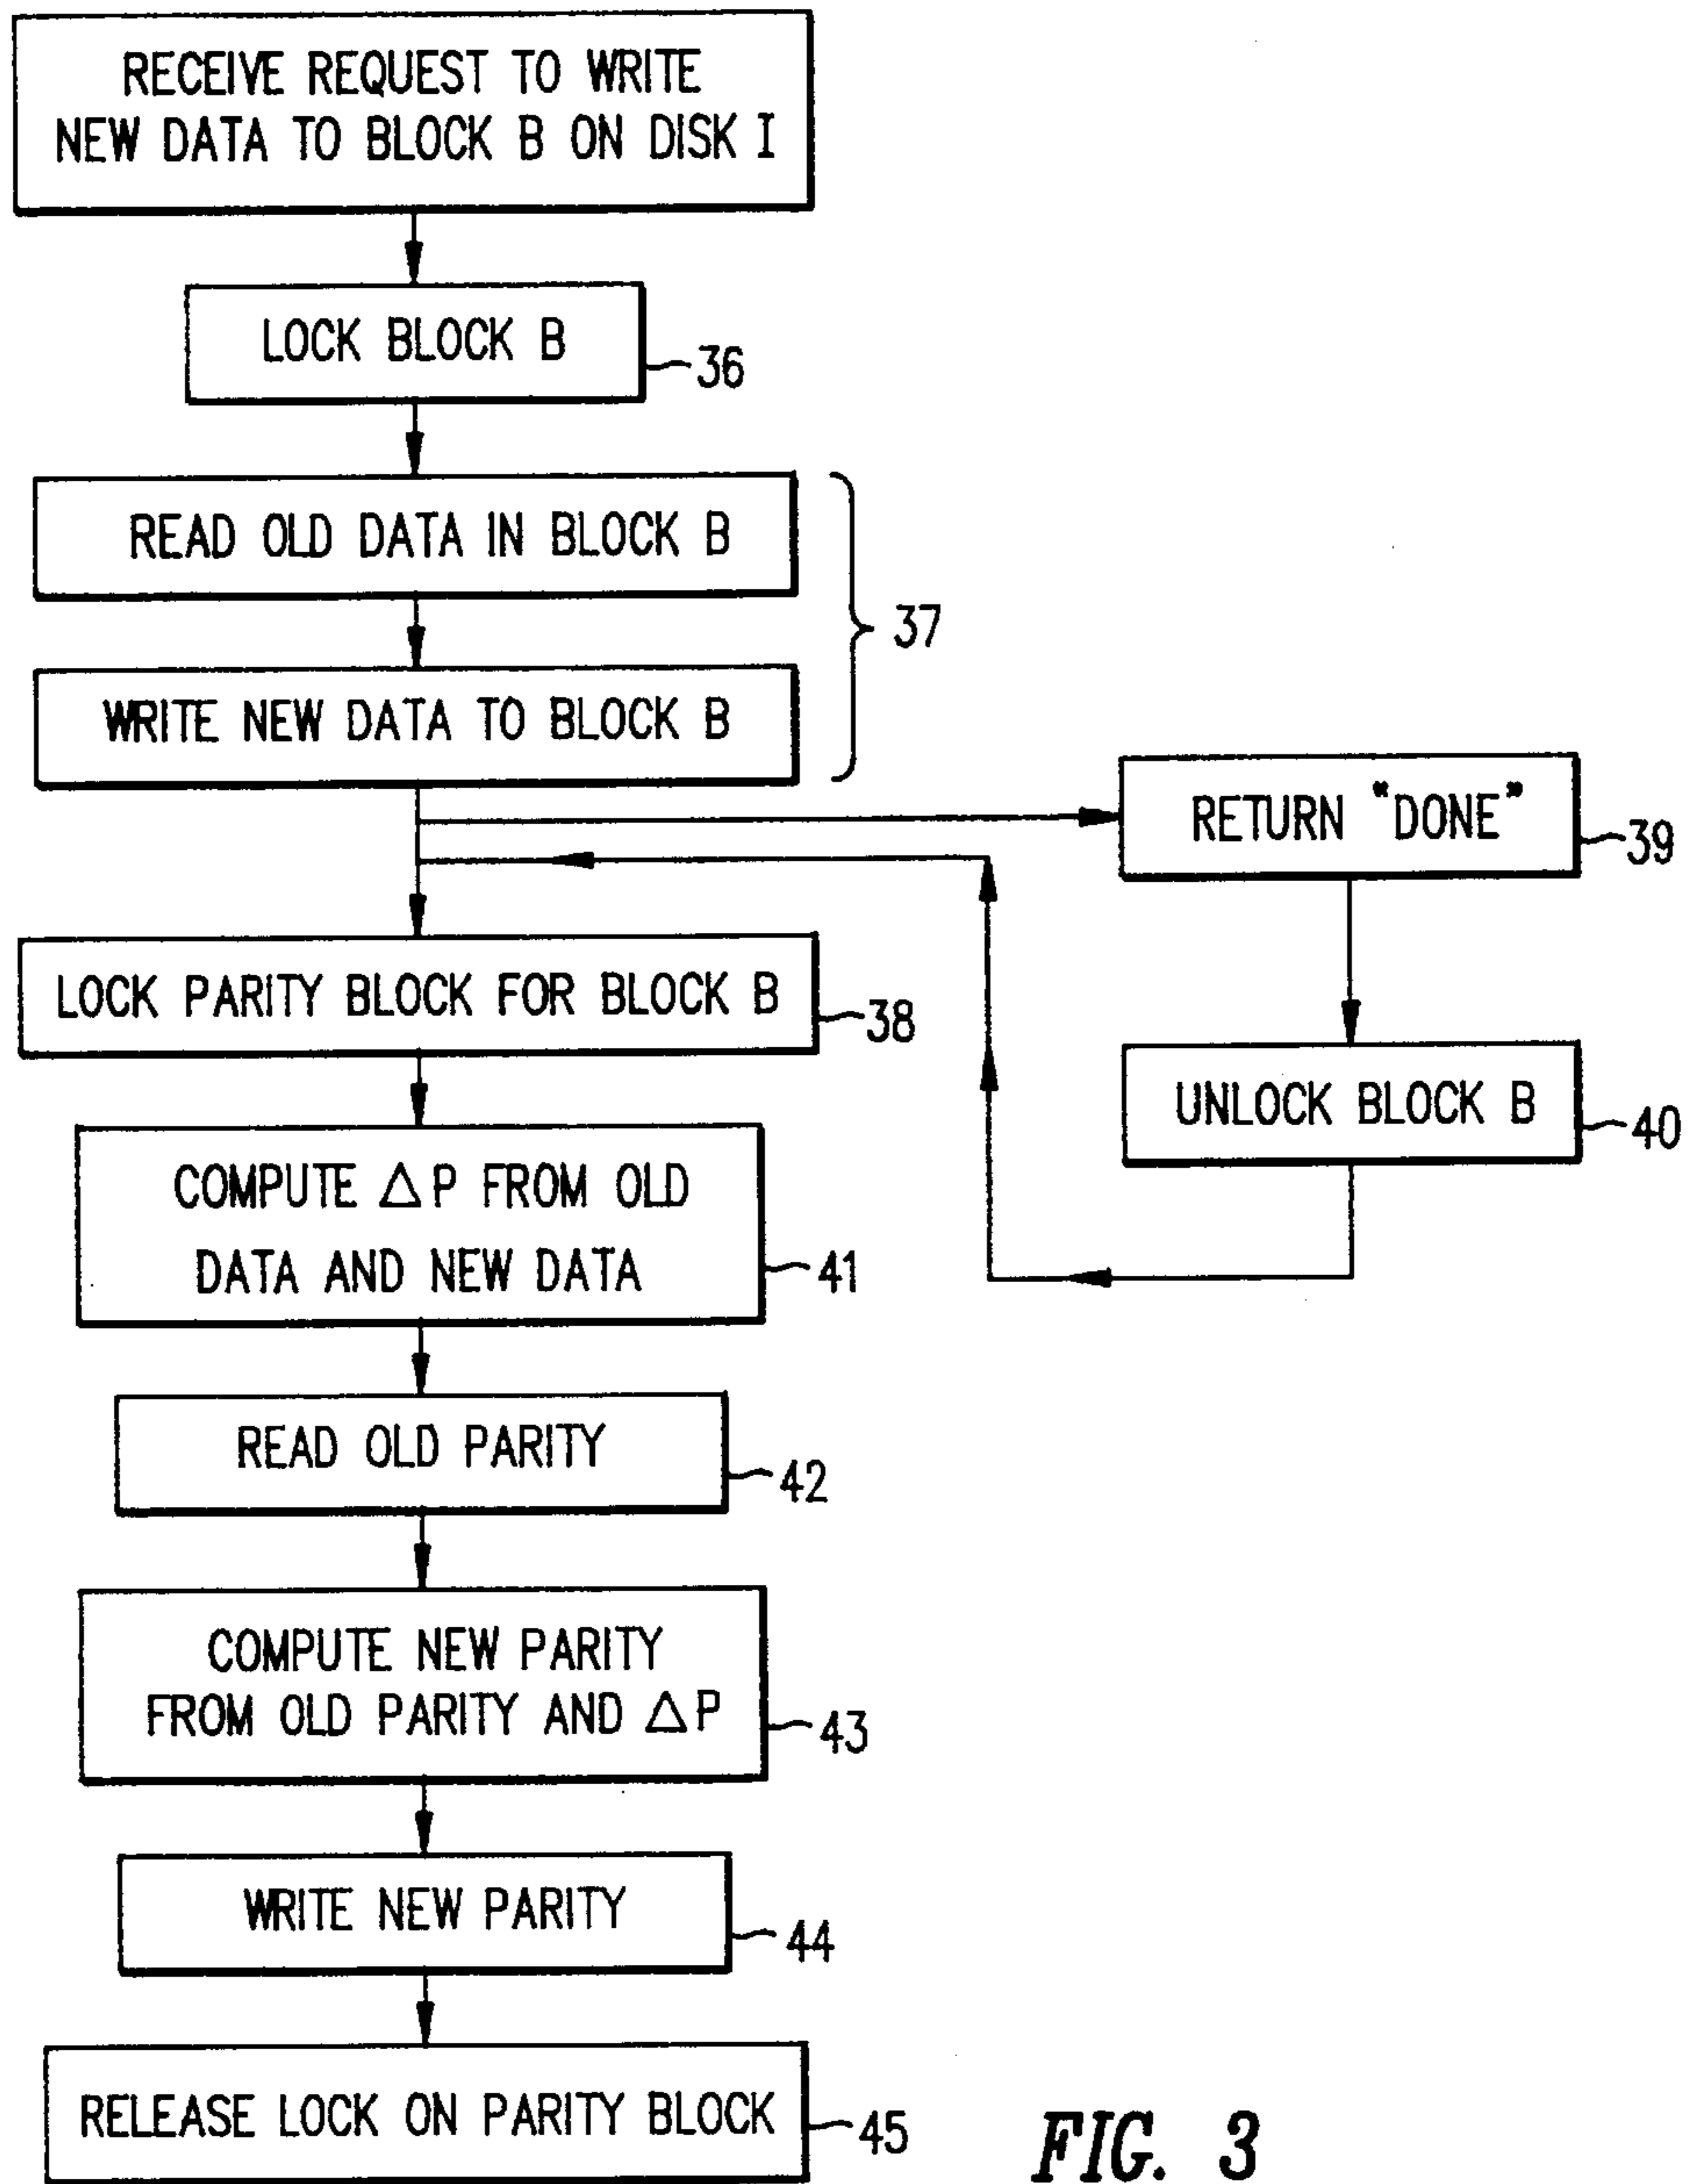 RECEIVE REQUEST TO WRITE
NEW DATA TO BLOCK B ON DISK I
LOCK BLOCK B
36
READ OLD DATA IN BLOCK B
37
WRITE NEW DATA TO BLOCK B
RETURN "DONE"
39
LOCK PARITY BLOCK FOR BLOCK B
38
UNLOCK BLOCK B
40
COMPUTE △P FROM OLD
DATA AND NEW DATA
41
READ OLD PARITY
42
COMPUTE NEW PARITY
FROM OLD PARITY AND △P
43
WRITE NEW PARITY
44
RELEASE LOCK ON PARITY BLOCK
45
FIG. 3